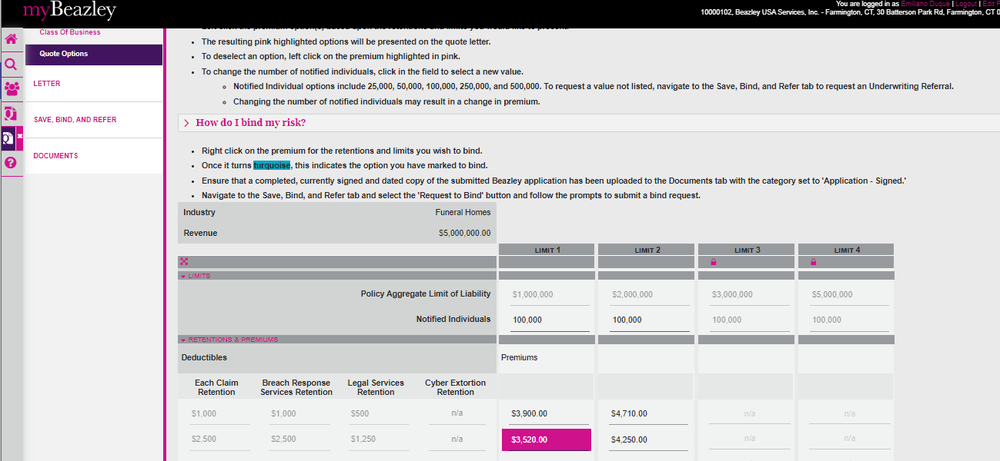 myBeazley
You are logged in as Emiliano Duque | Logout | Edit
10000102, Beazley USA Services, Inc. - Farmington, CT, 30 Batterson Park Rd, Farmington, CT 0
Class Of Business
Quote Options
LETTER
SAVE, BIND, AND REFER
DOCUMENTS
The resulting pink highlighted options will be presented on the quote letter.
To deselect an option, left click on the premium highlighted in pink.
To change the number of notified individuals, click in the field to select a new value.
Notified Individual options include 25,000, 50,000, 100,000, 250,000, and 500,000. To request a value not listed, navigate to the Save, Bind, and Refer tab to request an Underwriting Referral.
Changing the number of notified individuals may result in a change in premium.
How do I bind my risk?
Right click on the premium for the retentions and limits you wish to bind.
Once it turns turquoise, this indicates the option you have marked to bind.
Ensure that a completed, currently signed and dated copy of the submitted Beazley application has been uploaded to the Documents tab with the category set to 'Application - Signed.'
Navigate to the Save, Bind, and Refer tab and select the 'Request to Bind' button and follow the prompts to submit a bind request.
Industry Funeral Homes
Revenue $5,000,000.00
LIMIT 1 LIMIT 2 LIMIT 3 LIMIT 4
LIMITS
Policy Aggregate Limit of Liability $1,000,000 $2,000,000 $3,000,000 $5,000,000
Notified Individuals 100,000 100,000 100,000 100,000
RETENTIONS & PREMIUMS
Deductibles Premiums
Each Claim Breach Response Legal Services Cyber Extortion
Retention Services Retention Retention Retention
$1,000 $1,000 $500 n/a $3,900.00 $4,710.00 n/a n/a
$2,500 $2,500 $1,250 n/a $3,520.00 $4,250.00 n/a n/a